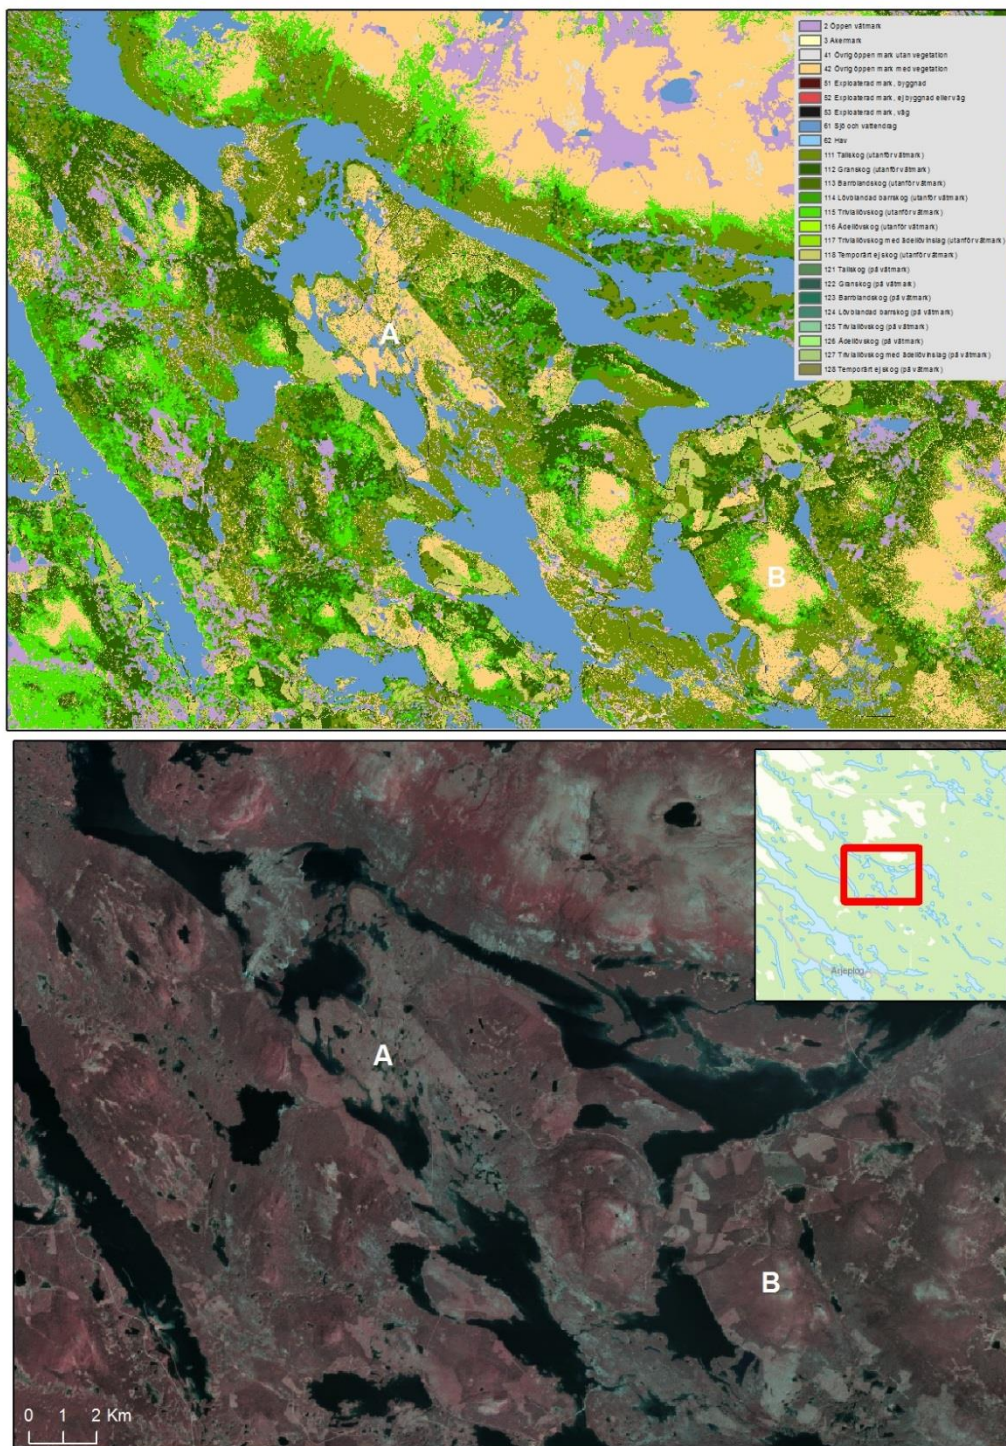 2 Öppen våtmark
3 Åkermark
41 Övrig öppen mark utan vegetation
42 Övrig öppen mark med vegetation
51 Exploaterad mark, byggnad
52 Exploaterad mark, ej byggnad eller väg
53 Exploaterad mark, väg
61 Sjö och vattendrag
62 Hav
111 Tallskog (utanför våtmark)
112 Granskog (utanför våtmark)
113 Barrblandskog (utanför våtmark)
114 Lövblandad barrskog (utanför våtmark)
115 Triviallövskog (utanför våtmark)
116 Ädellövskog (utanför våtmark)
117 Triviallövskog med ädellövinslag (utanför våtmark)
118 Temporärt ej skog (utanför våtmark)
121 Tallskog (på våtmark)
122 Granskog (på våtmark)
123 Barrblandskog (på våtmark)
124 Lövblandad barrskog (på våtmark)
125 Triviallövskog (på våtmark)
126 Ädellövskog (på våtmark)
127 Triviallövskog med ädellövinslag (på våtmark)
128 Temporärt ej skog (på våtmark)
A
B
Arjeplog
A
B
0 1 2 Km